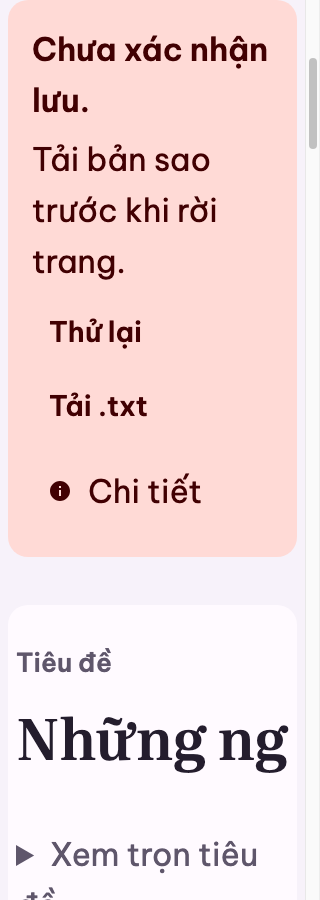 Chưa xác nhận
lưu.
Tải bản sao
trước khi rời
trang.
Thử lại
Tải .txt
Chi tiết
Tiêu đề
Những ng
Xem trọn tiêu
đề